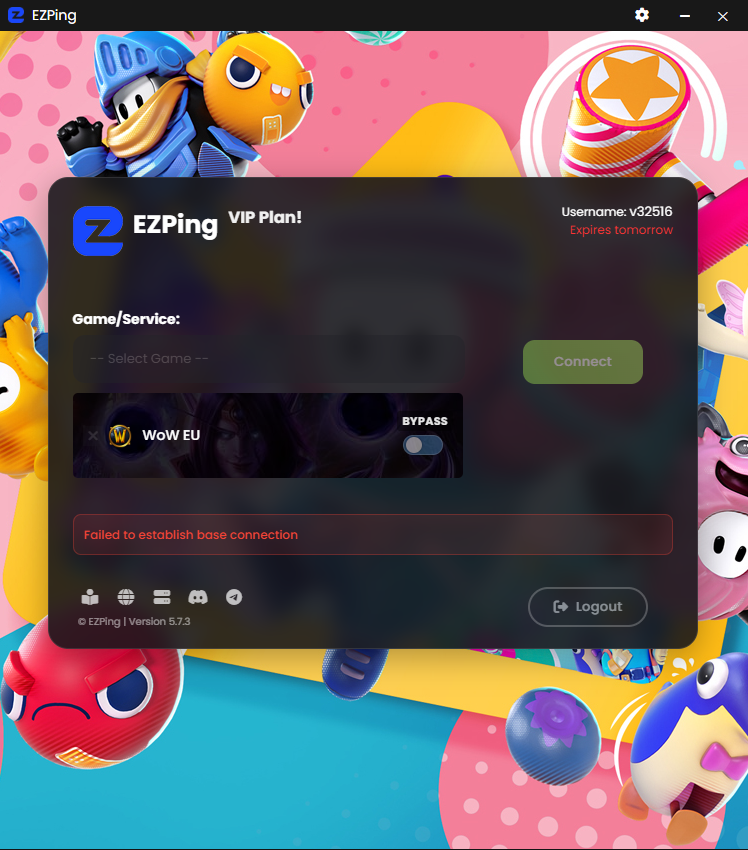 EZPing
EZPing VIP Plan!
Username: v32516
Expires tomorrow
Game/Service:
-- Select Game --
Connect
WoW EU
BYPASS
Failed to establish base connection
© EZPing | Version 5.7.3
Logout